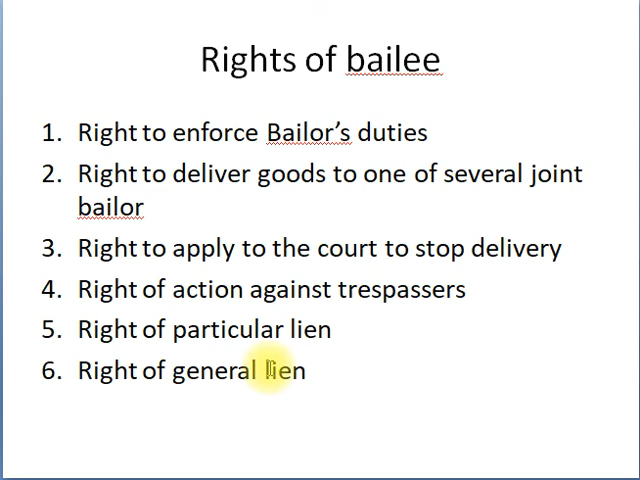 Rights of bailee
1. Right to enforce Bailor's duties
2. Right to deliver goods to one of several joint
bailor
3. Right to apply to the court to stop delivery
4. Right of action against trespassers
5. Right of particular lien
6. Right of general lien